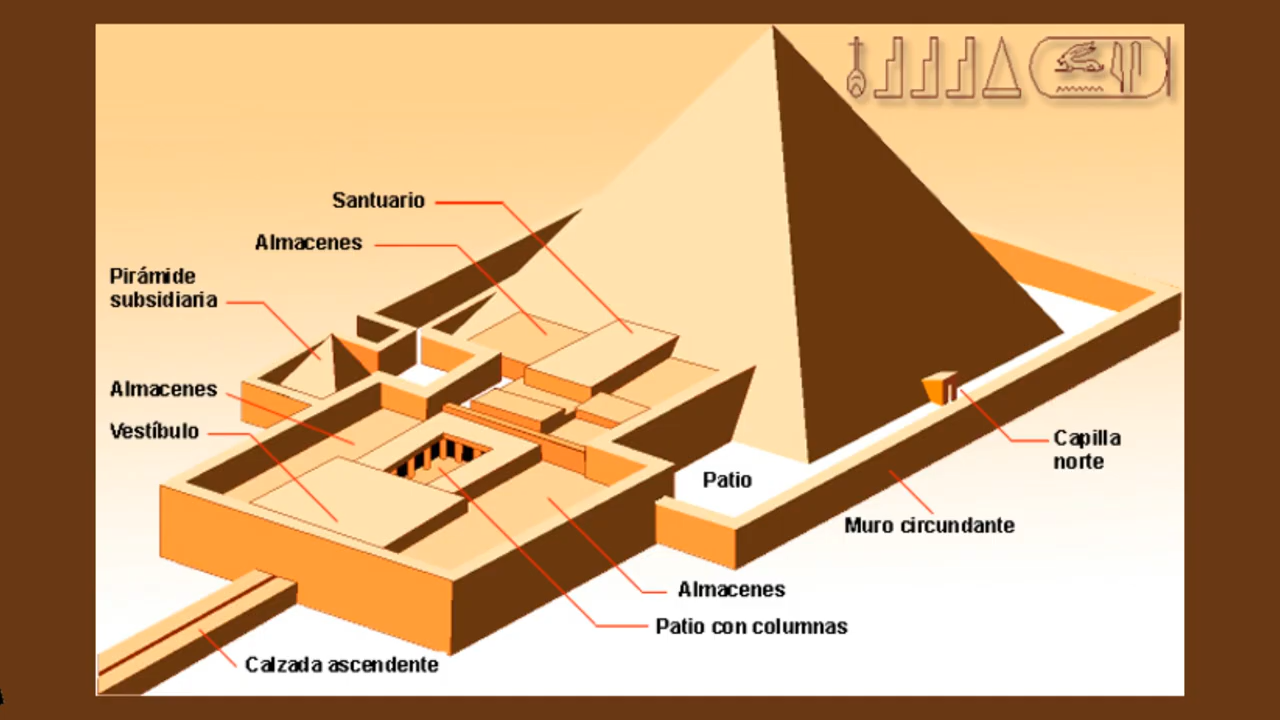 Santuario
Almacenes
Pirámide
subsidiaria
Almacenes
Vestíbulo
Capilla
norte
Patio
Muro circundante
Almacenes
Patio con columnas
Calzada ascendente